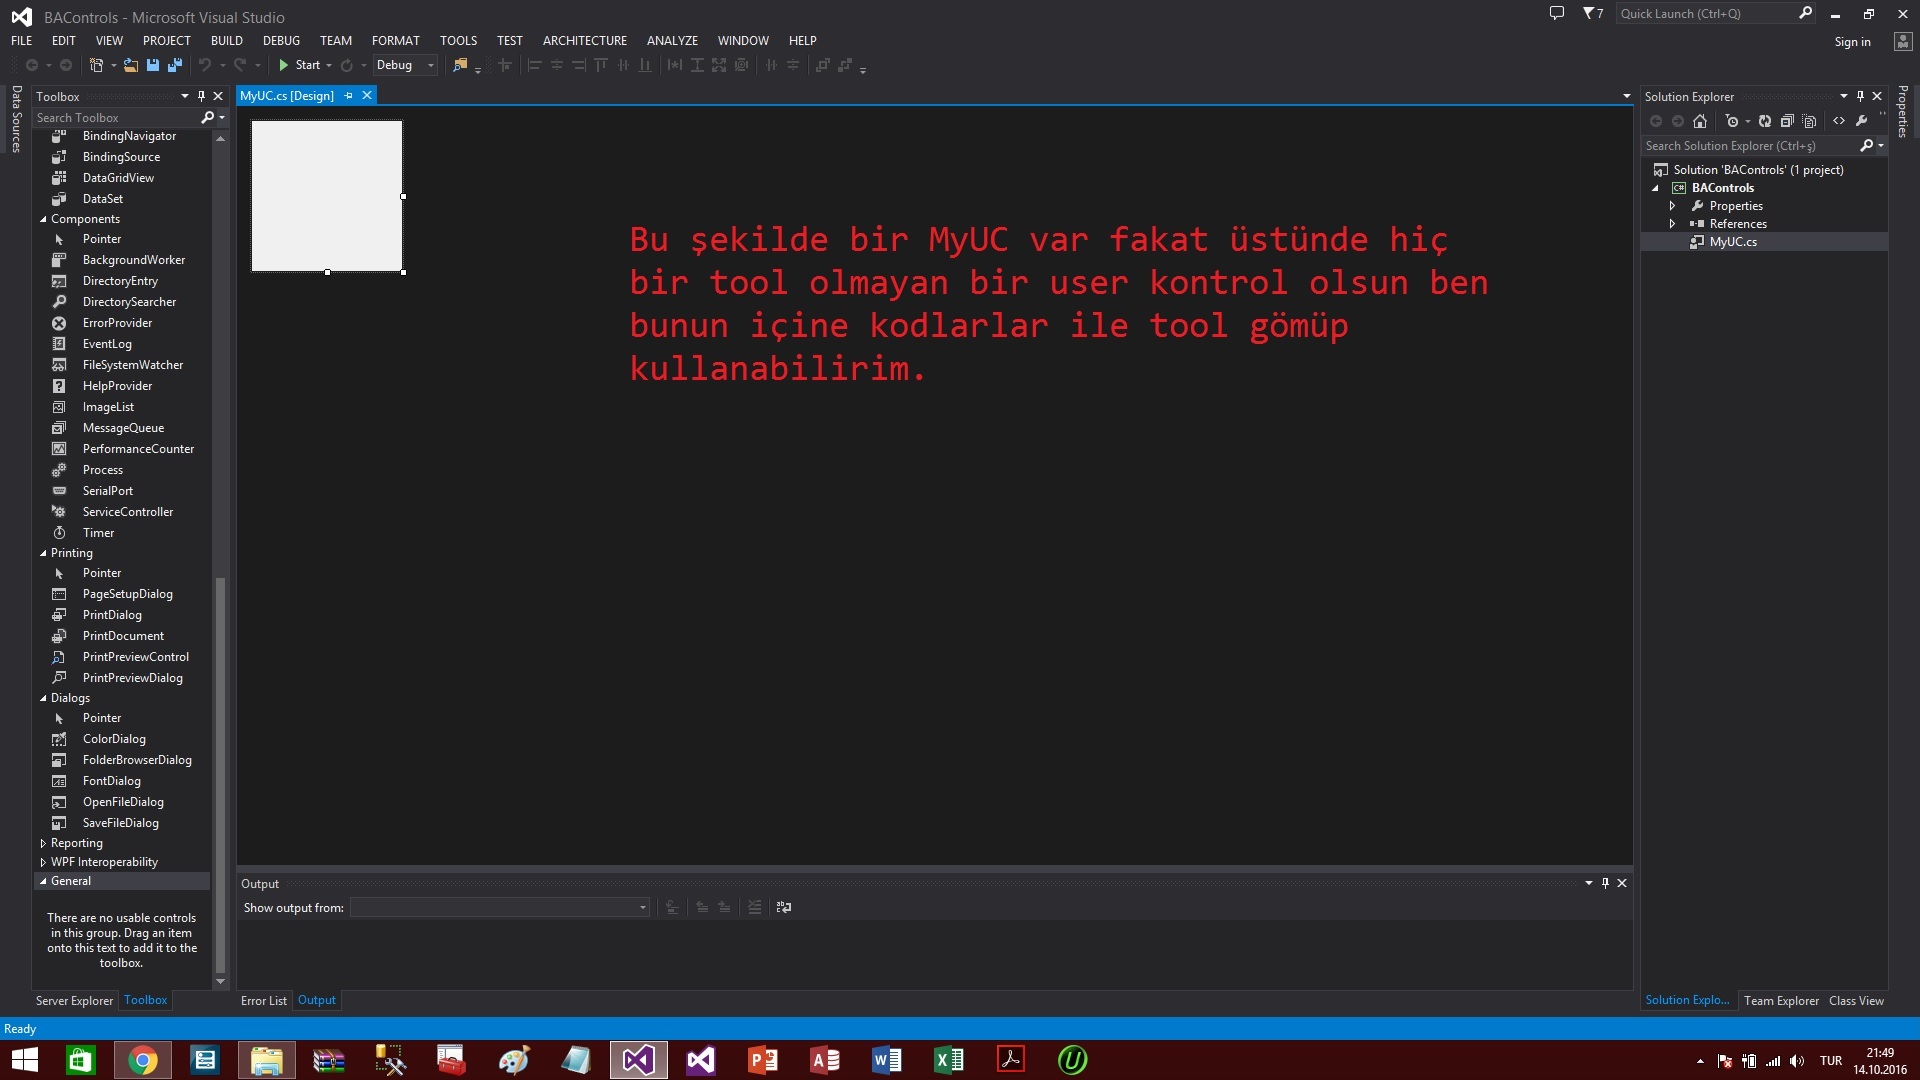 BAControls - Microsoft Visual Studio
7
Quick Launch (Ctrl+Q)
FILE EDIT VIEW PROJECT BUILD DEBUG TEAM FORMAT TOOLS TEST ARCHITECTURE ANALYZE WINDOW HELP
Sign in
Start
Debug
Data Sources
Toolbox
Search Toolbox
BindingNavigator
BindingSource
DataGridView
DataSet
Components
Pointer
BackgroundWorker
DirectoryEntry
DirectorySearcher
ErrorProvider
EventLog
FileSystemWatcher
HelpProvider
ImageList
MessageQueue
PerformanceCounter
Process
SerialPort
ServiceController
Timer
Printing
Pointer
PageSetupDialog
PrintDialog
PrintDocument
PrintPreviewControl
PrintPreviewDialog
Dialogs
Pointer
ColorDialog
FolderBrowserDialog
FontDialog
OpenFileDialog
SaveFileDialog
Reporting
WPF Interoperability
General
There are no usable controls
in this group. Drag an item
onto this text to add it to the
toolbox.
Server Explorer Toolbox
MyUC.cs [Design]
Bu şekilde bir MyUC var fakat üstünde hiç
bir tool olmayan bir user kontrol olsun ben
bunun içine kodlarlar ile tool gömüp
kullanabilirim.
Output
Show output from:
Error List Output
Solution Explorer
Search Solution Explorer (Ctrl+ş)
Solution 'BAControls' (1 project)
C# BAControls
Properties
References
MyUC.cs
Solution Explo... Team Explorer Class View
Properties
Ready
TUR
21:49
14.10.2016